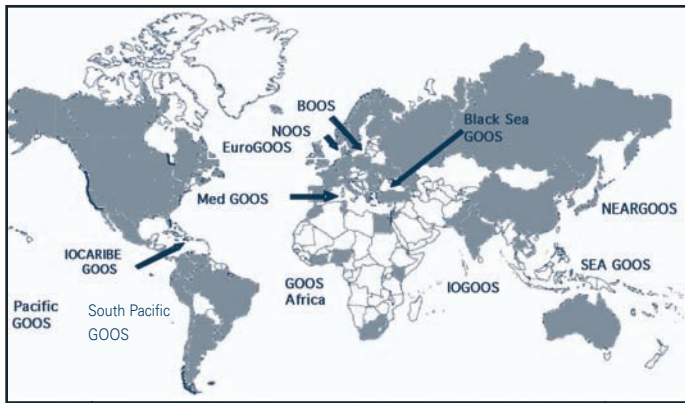 BOOS
NOOS
EuroGOOS
Black Sea
GOOS
Med GOOS
NEARGOOS
IOCARIBE
GOOS
GOOS
Africa
IOGOOS
SEA GOOS
Pacific
GOOS
South Pacific
GOOS